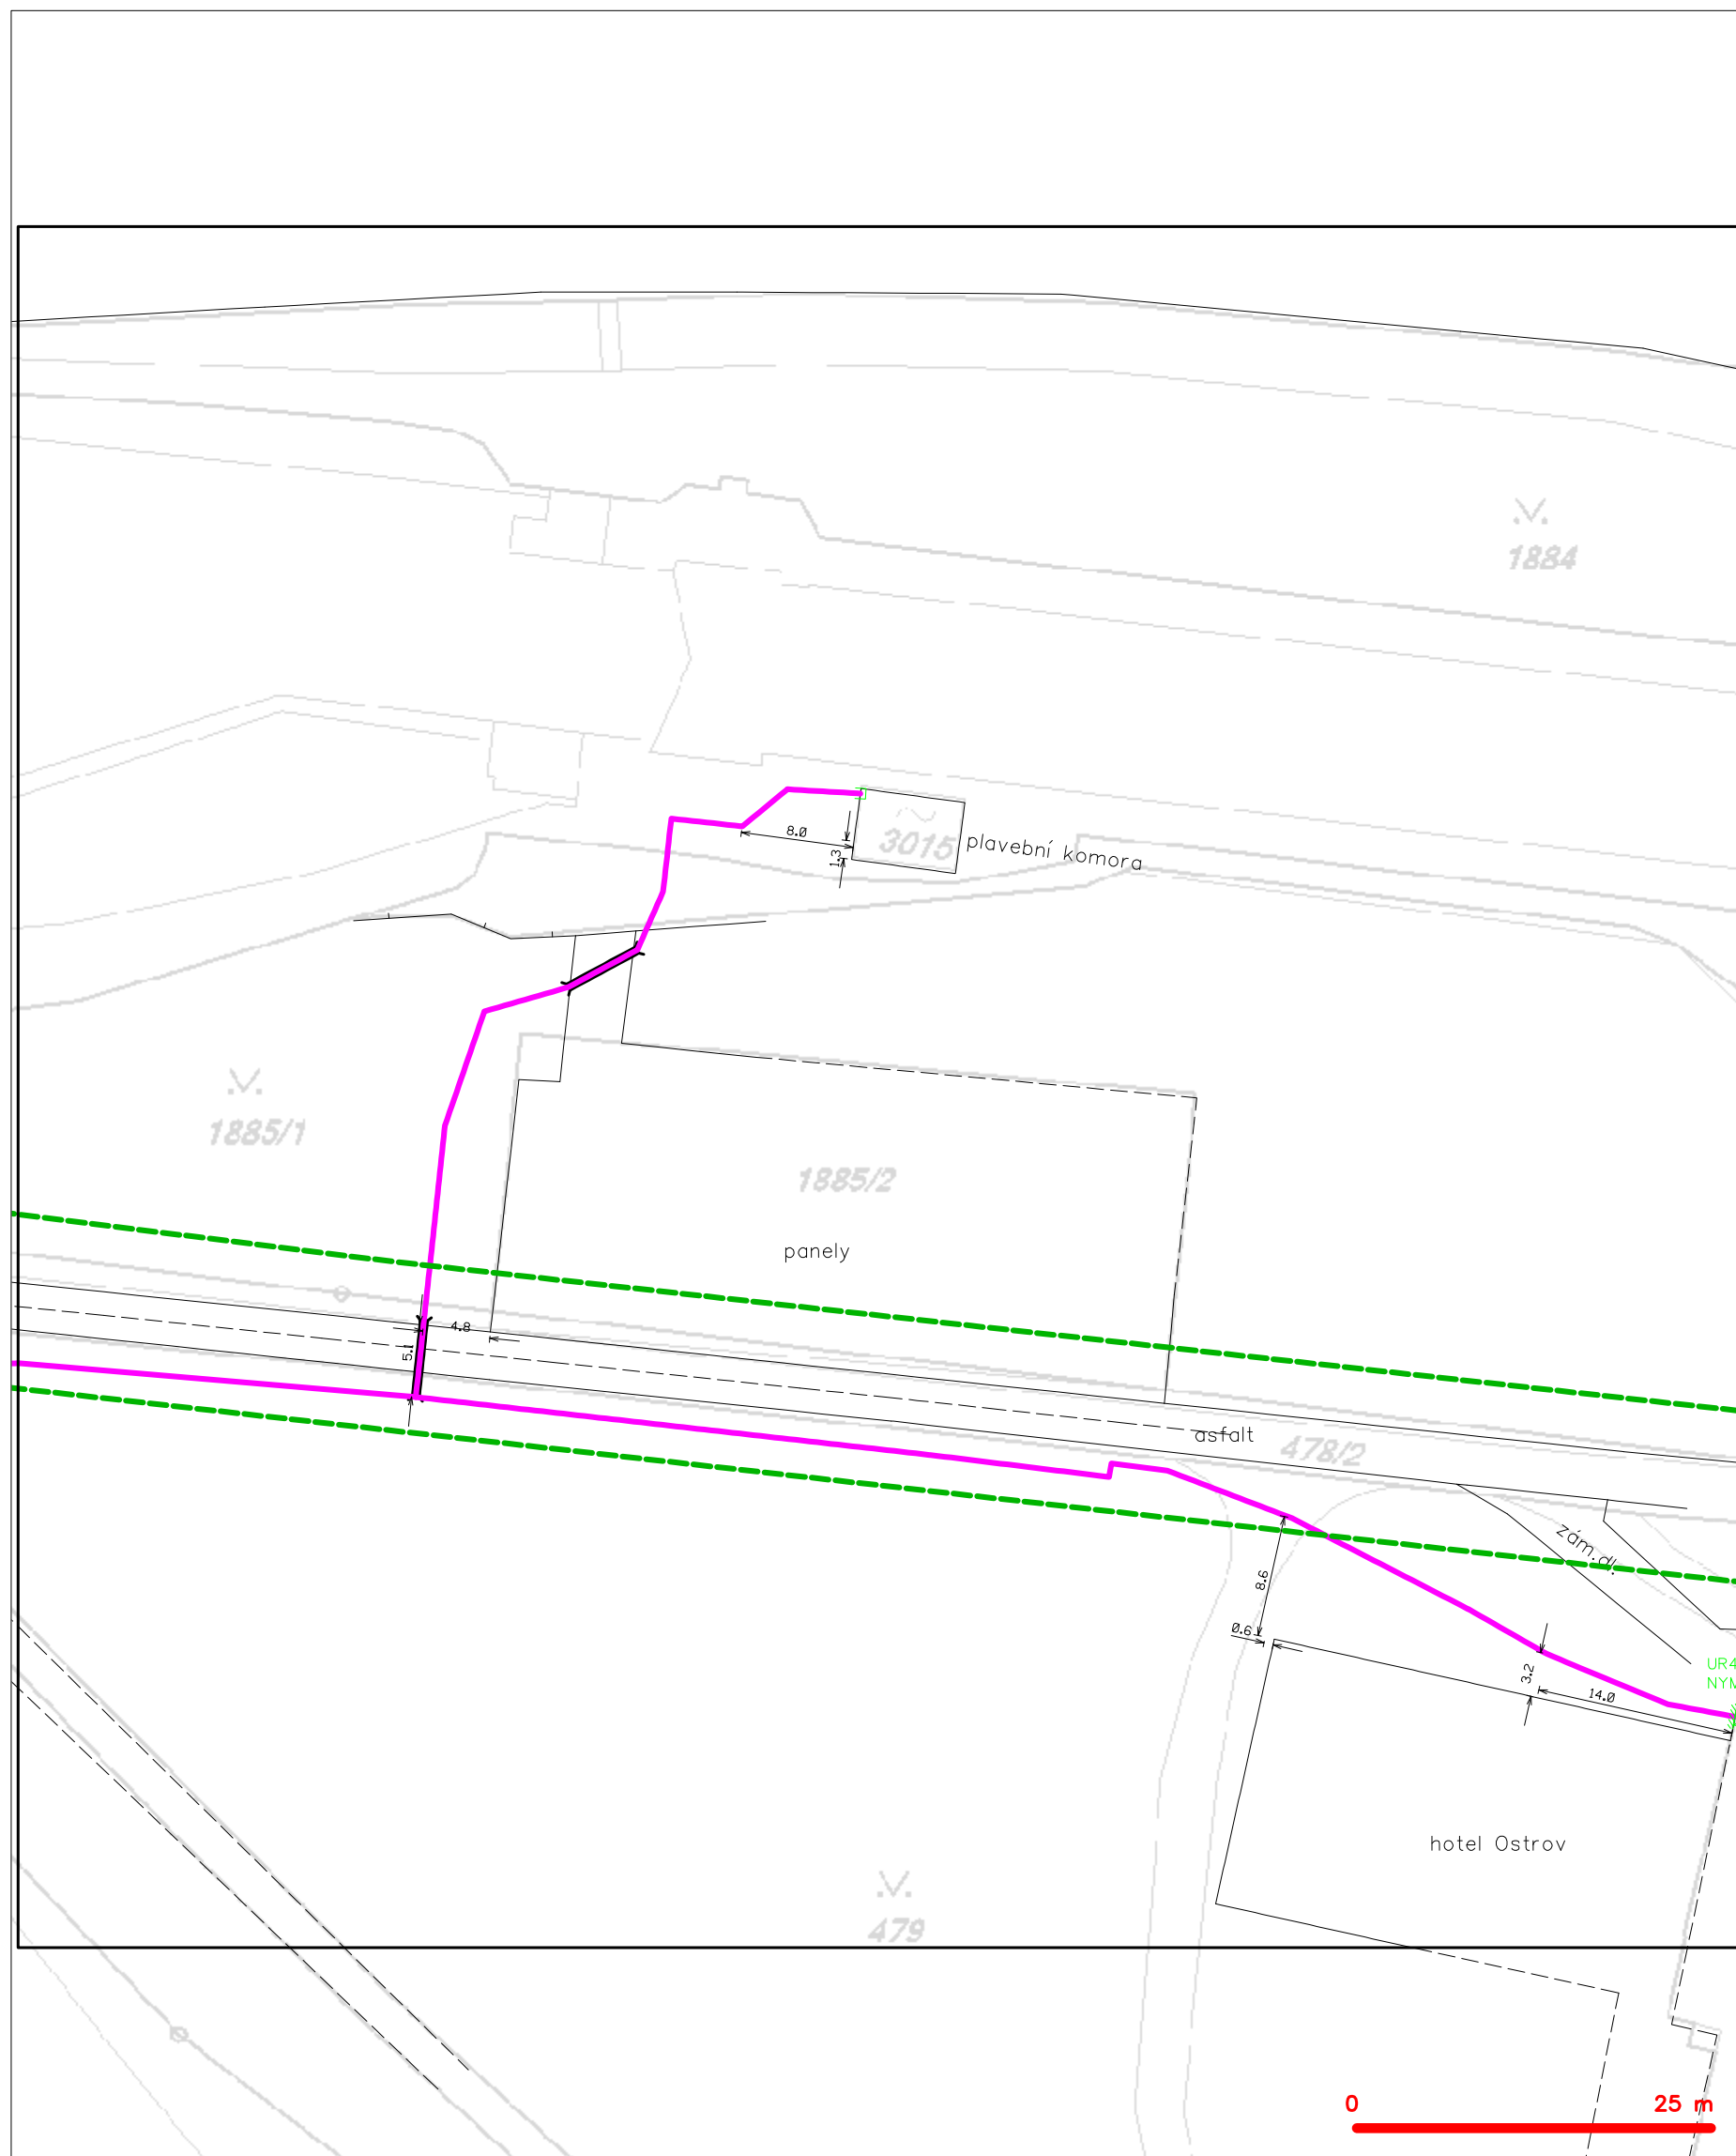 1884
8.0
1.3
3015
plavební komora
1885/1
1885/2
panely
4.8
5.1
asfalt
478/2
zám.dl.
8.6
0.6
3.2
14.0
UR4
NYM
hotel Ostrov
479
0
25 m